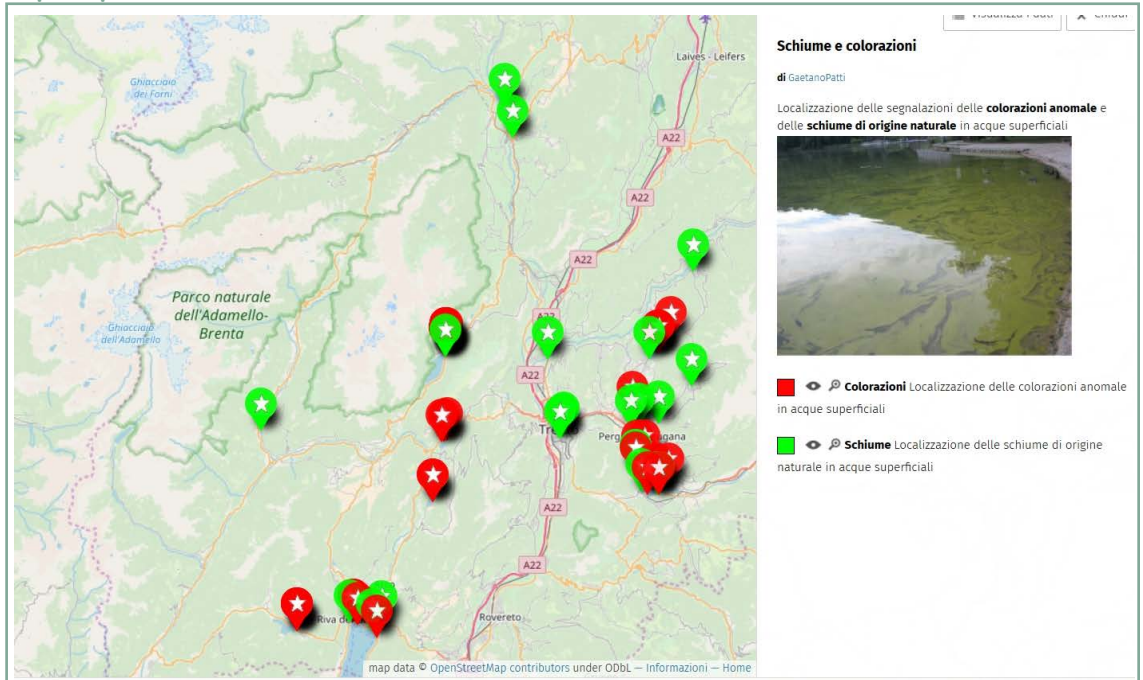 Laives - Leifers
Ghiacciaio
dei Forni
A22
A22
A22
Parco naturale
dell'Adamello-
Brenta
Ghiacciaio
dell'Adamello
A22
A22
A22
Rovereto
map data © OpenStreetMap contributors under ODbL — Informazioni — Home
Schiume e colorazioni
di GaetanoPatti
Localizzazione delle segnalazioni delle colorazioni anomale e
delle schiume di origine naturale in acque superficiali
Colorazioni Localizzazione delle colorazioni anomale
in acque superficiali
Schiume Localizzazione delle schiume di origine
naturale in acque superficiali